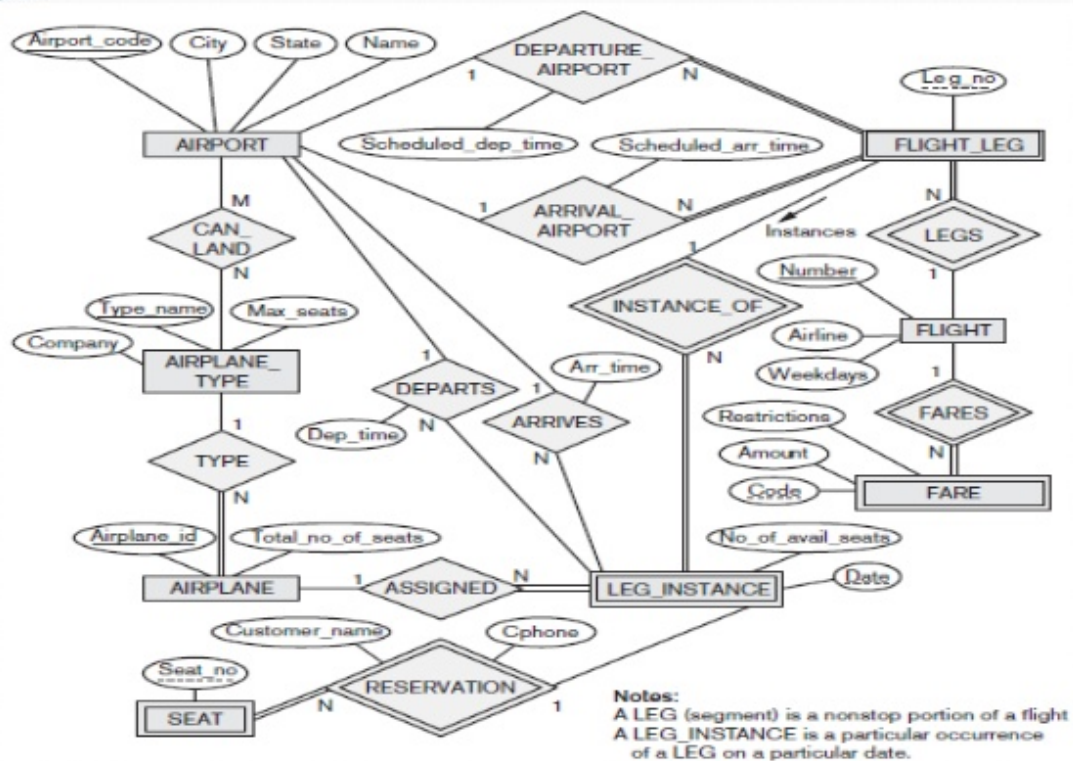 Airport_code
City
State
Name
DEPARTURE_
AIRPORT
1
N
Leg_no
AIRPORT
Scheduled_dep_time
Scheduled_arr_time
FLIGHT_LEG
M
CAN_
LAND
N
1
ARRIVAL_
AIRPORT
N
Instances
1
N
LEGS
1
Number
INSTANCE_OF
N
Type_name
Max_seats
Company
AIRPLANE_
TYPE
FLIGHT
Airline
Weekdays
1
DEPARTS
N
Dep_time
1
Arr_time
ARRIVES
N
1
FARES
N
Restrictions
Amount
Code
FARE
1
TYPE
N
Airplane_id
Total_no_of_seats
No_of_avail_seats
Date
AIRPLANE
1
ASSIGNED
N
LEG_INSTANCE
Customer_name
Cphone
Seat_no
SEAT
N
RESERVATION
1
Notes:
A LEG (segment) is a nonstop portion of a flight
A LEG_INSTANCE is a particular occurrence
of a LEG on a particular date.